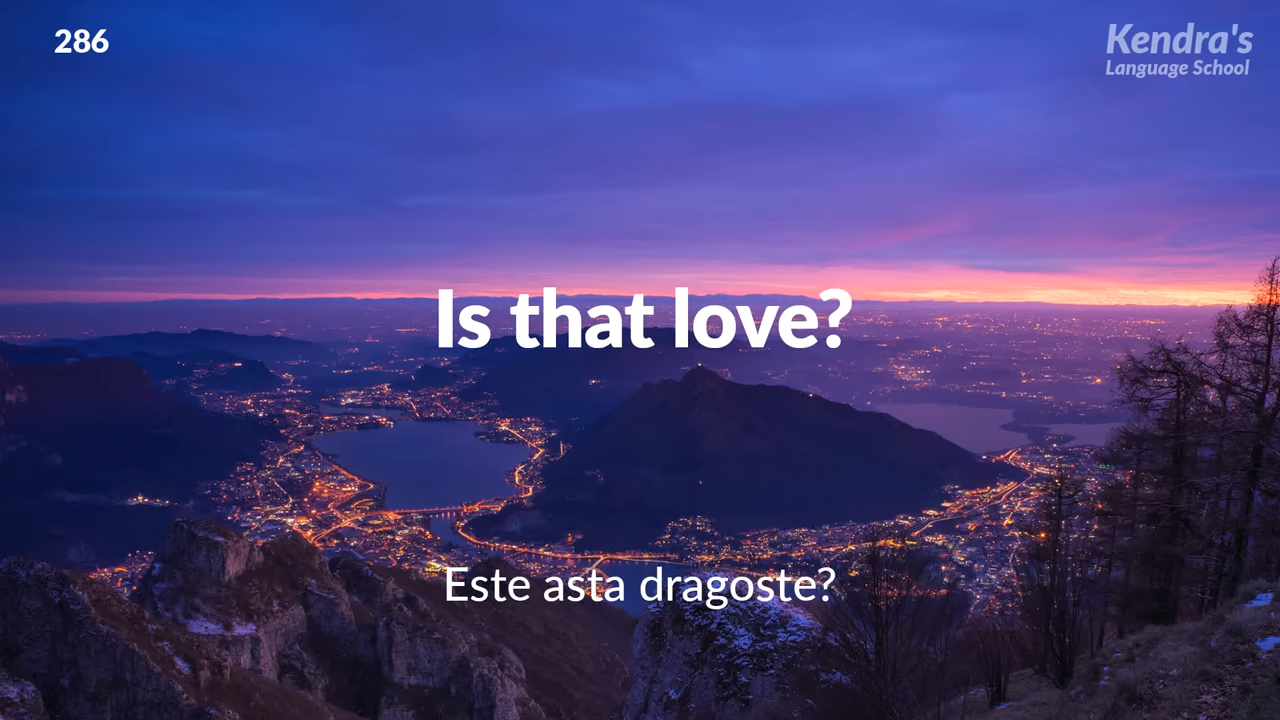 286
Kendra's
Language School
Is that love?
Este asta dragoste?